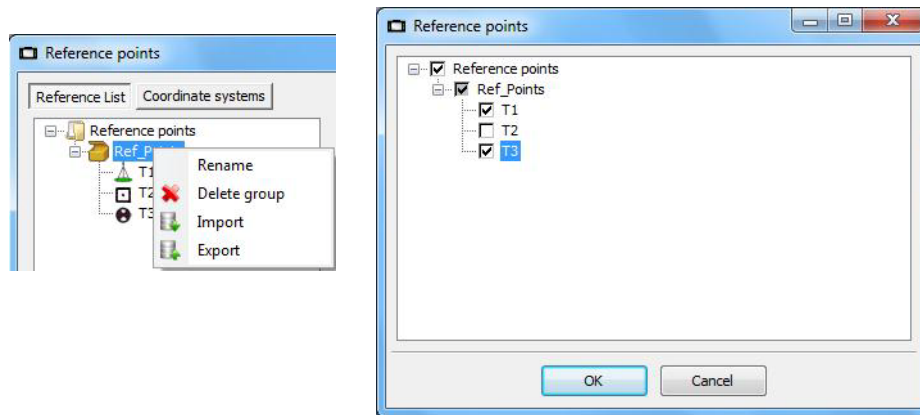 Reference points
Reference List Coordinate systems
Reference points
T1
T2
T3
Rename
Delete group
Import
Export
Reference points
Reference points
Ref_Points
T1
T2
T3
OK Cancel